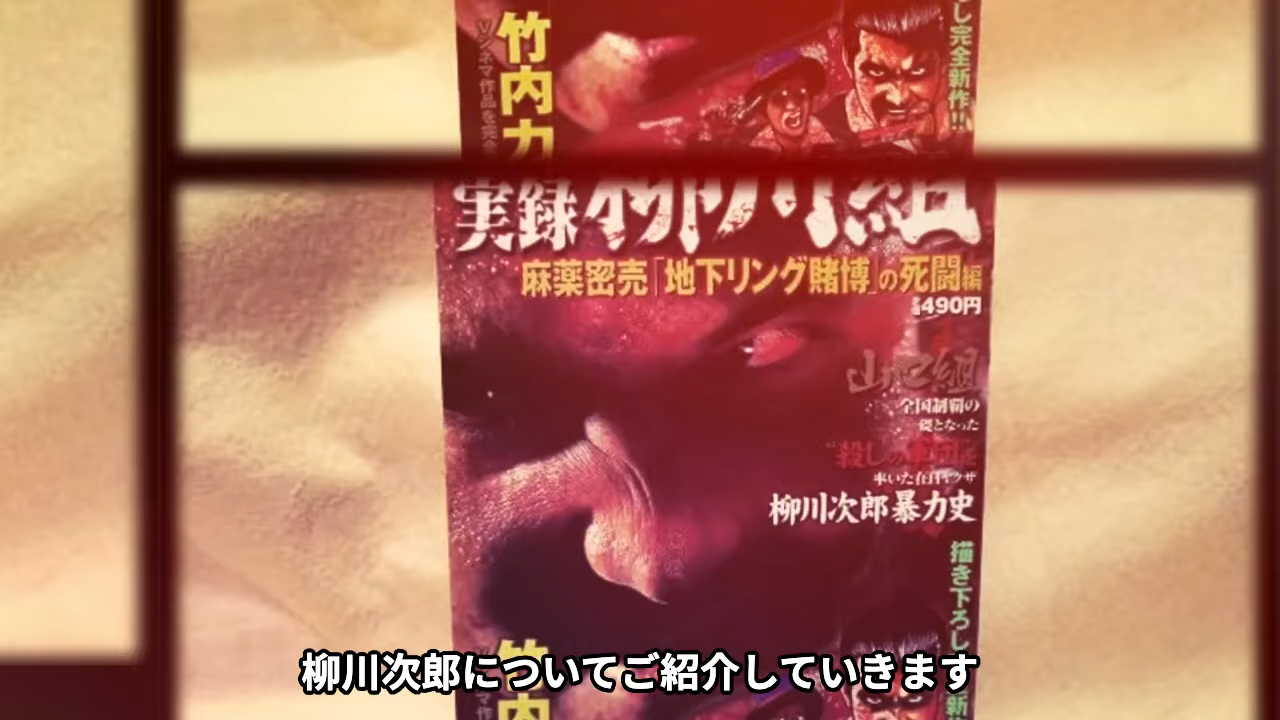 竹内力
し完全新作!!
実録柳川組
麻薬密売「地下リング賭博」の死闘編
490円
山口組
全国制覇の
礎となった
"殺しの軍団"を
率いた在日ヤクザ
柳川次郎暴力史
描き下ろし
竹内
柳川次郎についてご紹介していきます